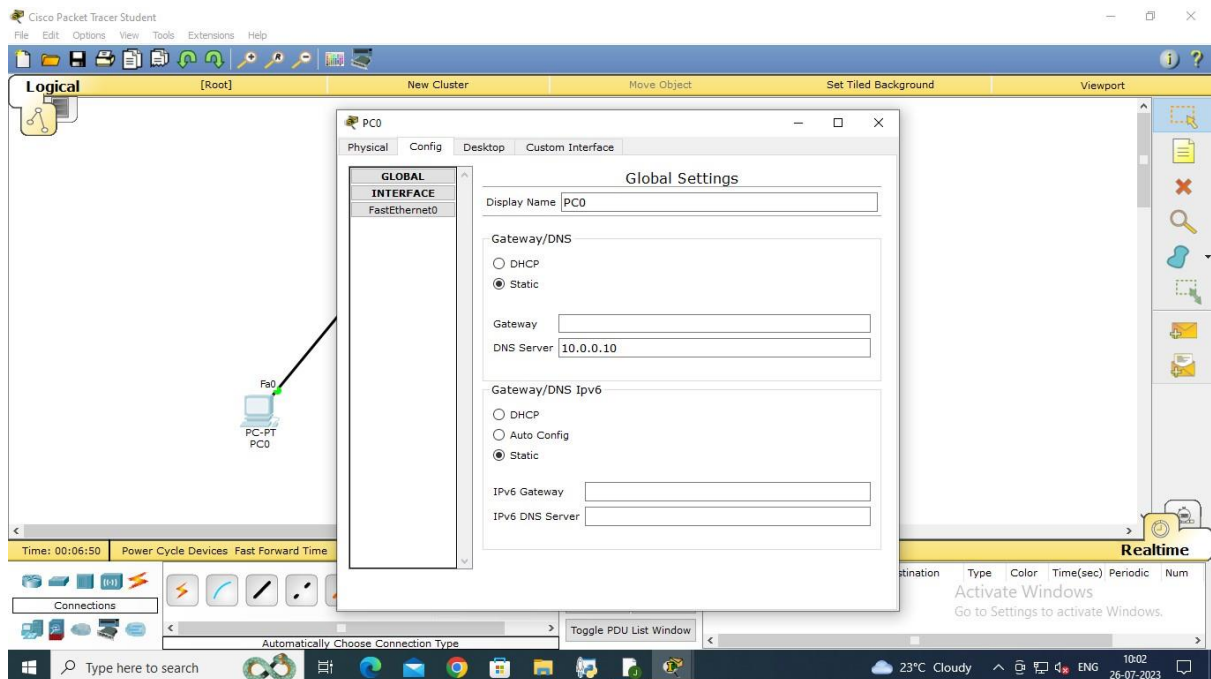 Cisco Packet Tracer Student
File Edit Options View Tools Extensions Help
Logical [Root] New Cluster Move Object Set Tiled Background Viewport
PC0
Physical Config Desktop Custom Interface
GLOBAL
INTERFACE
FastEthernet0
Global Settings
Display Name PC0
Gateway/DNS
DHCP
Static
Gateway
DNS Server 10.0.0.10
Gateway/DNS Ipv6
DHCP
Auto Config
Static
IPv6 Gateway
IPv6 DNS Server
Fa0
PC-PT
PC0
Time: 00:06:50 Power Cycle Devices Fast Forward Time Realtime
Connections
Automatically Choose Connection Type
Toggle PDU List Window
stination Type Color Time(sec) Periodic Num
Activate Windows
Go to Settings to activate Windows.
Type here to search 23°C Cloudy ENG 10:02
26-07-2023